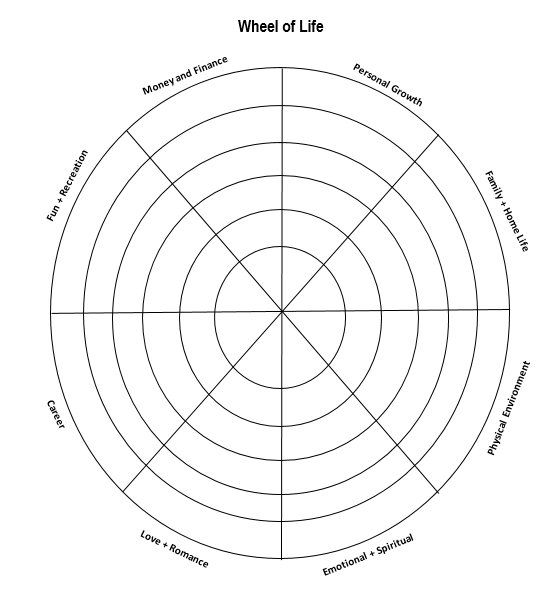 Wheel of Life
Money and Finance
Personal Growth
Fun + Recreation
Family + Home Life
Career
Physical Environment
Love + Romance
Emotional + Spiritual